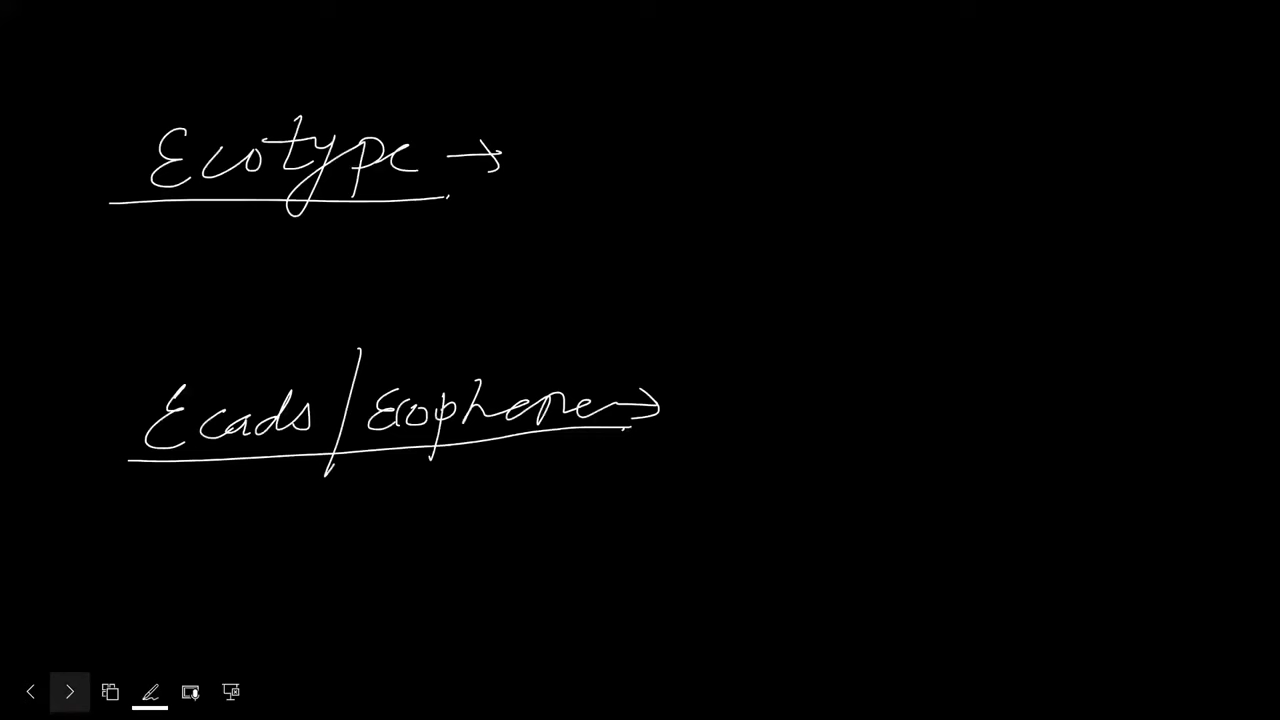 Ecotype →
Ecads / Ecophene →